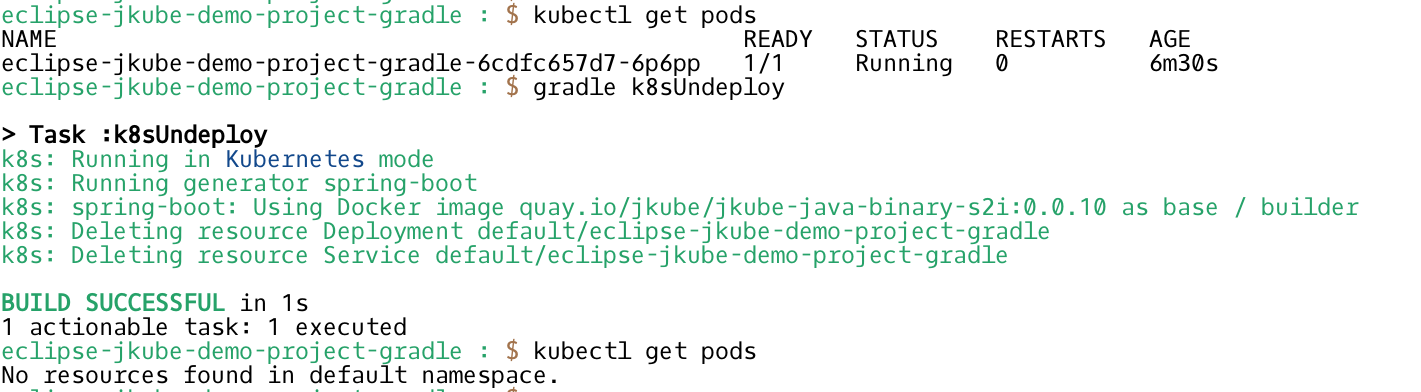 eclipse-jkube-demo-project-gradle : $ kubectl get pods
NAME READY STATUS RESTARTS AGE
eclipse-jkube-demo-project-gradle-6cdfc657d7-6p6pp 1/1 Running 0 6m30s
eclipse-jkube-demo-project-gradle : $ gradle k8sUndeploy
> Task :k8sUndeploy
k8s: Running in Kubernetes mode
k8s: Running generator spring-boot
k8s: spring-boot: Using Docker image quay.io/jkube/jkube-java-binary-s2i:0.0.10 as base / builder
k8s: Deleting resource Deployment default/eclipse-jkube-demo-project-gradle
k8s: Deleting resource Service default/eclipse-jkube-demo-project-gradle
BUILD SUCCESSFUL in 1s
1 actionable task: 1 executed
eclipse-jkube-demo-project-gradle : $ kubectl get pods
No resources found in default namespace.